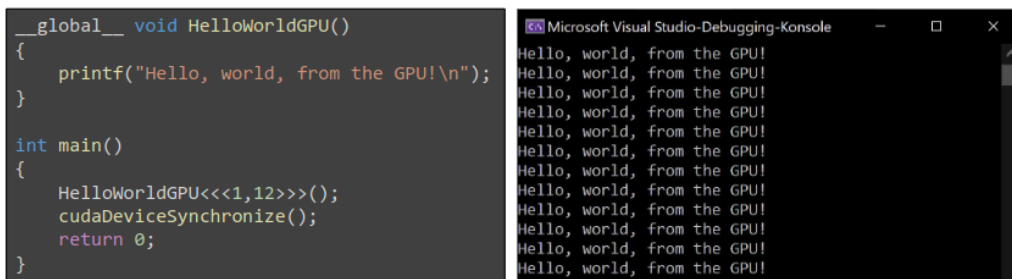 __global__ void HelloWorldGPU()
{
    printf("Hello, world, from the GPU!\n");
}

int main()
{
    HelloWorldGPU<<<1,12>>>();
    cudaDeviceSynchronize();
    return 0;
}
Microsoft Visual Studio-Debugging-Konsole
Hello, world, from the GPU!
Hello, world, from the GPU!
Hello, world, from the GPU!
Hello, world, from the GPU!
Hello, world, from the GPU!
Hello, world, from the GPU!
Hello, world, from the GPU!
Hello, world, from the GPU!
Hello, world, from the GPU!
Hello, world, from the GPU!
Hello, world, from the GPU!
Hello, world, from the GPU!